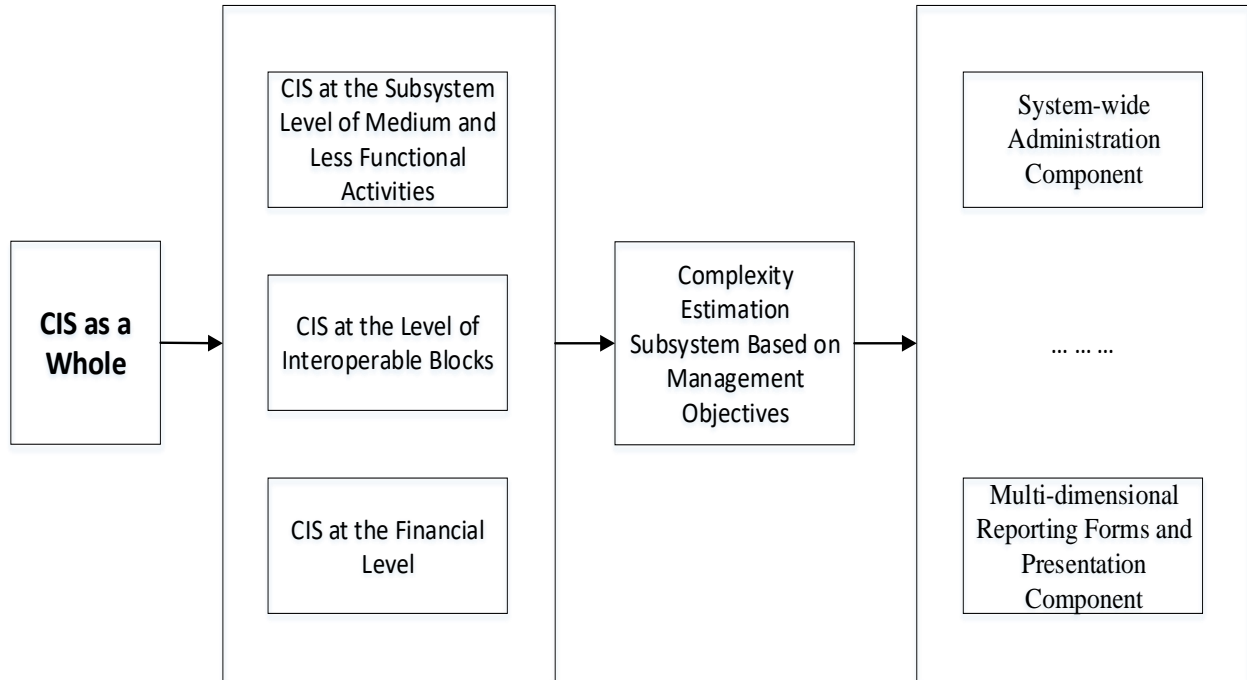 CIS as a
Whole
CIS at the Subsystem
Level of Medium and
Less Functional
Activities
CIS at the Level of
Interoperable Blocks
CIS at the Financial
Level
Complexity
Estimation
Subsystem Based on
Management
Objectives
System-wide
Administration
Component
... ... ...
Multi-dimensional
Reporting Forms and
Presentation
Component